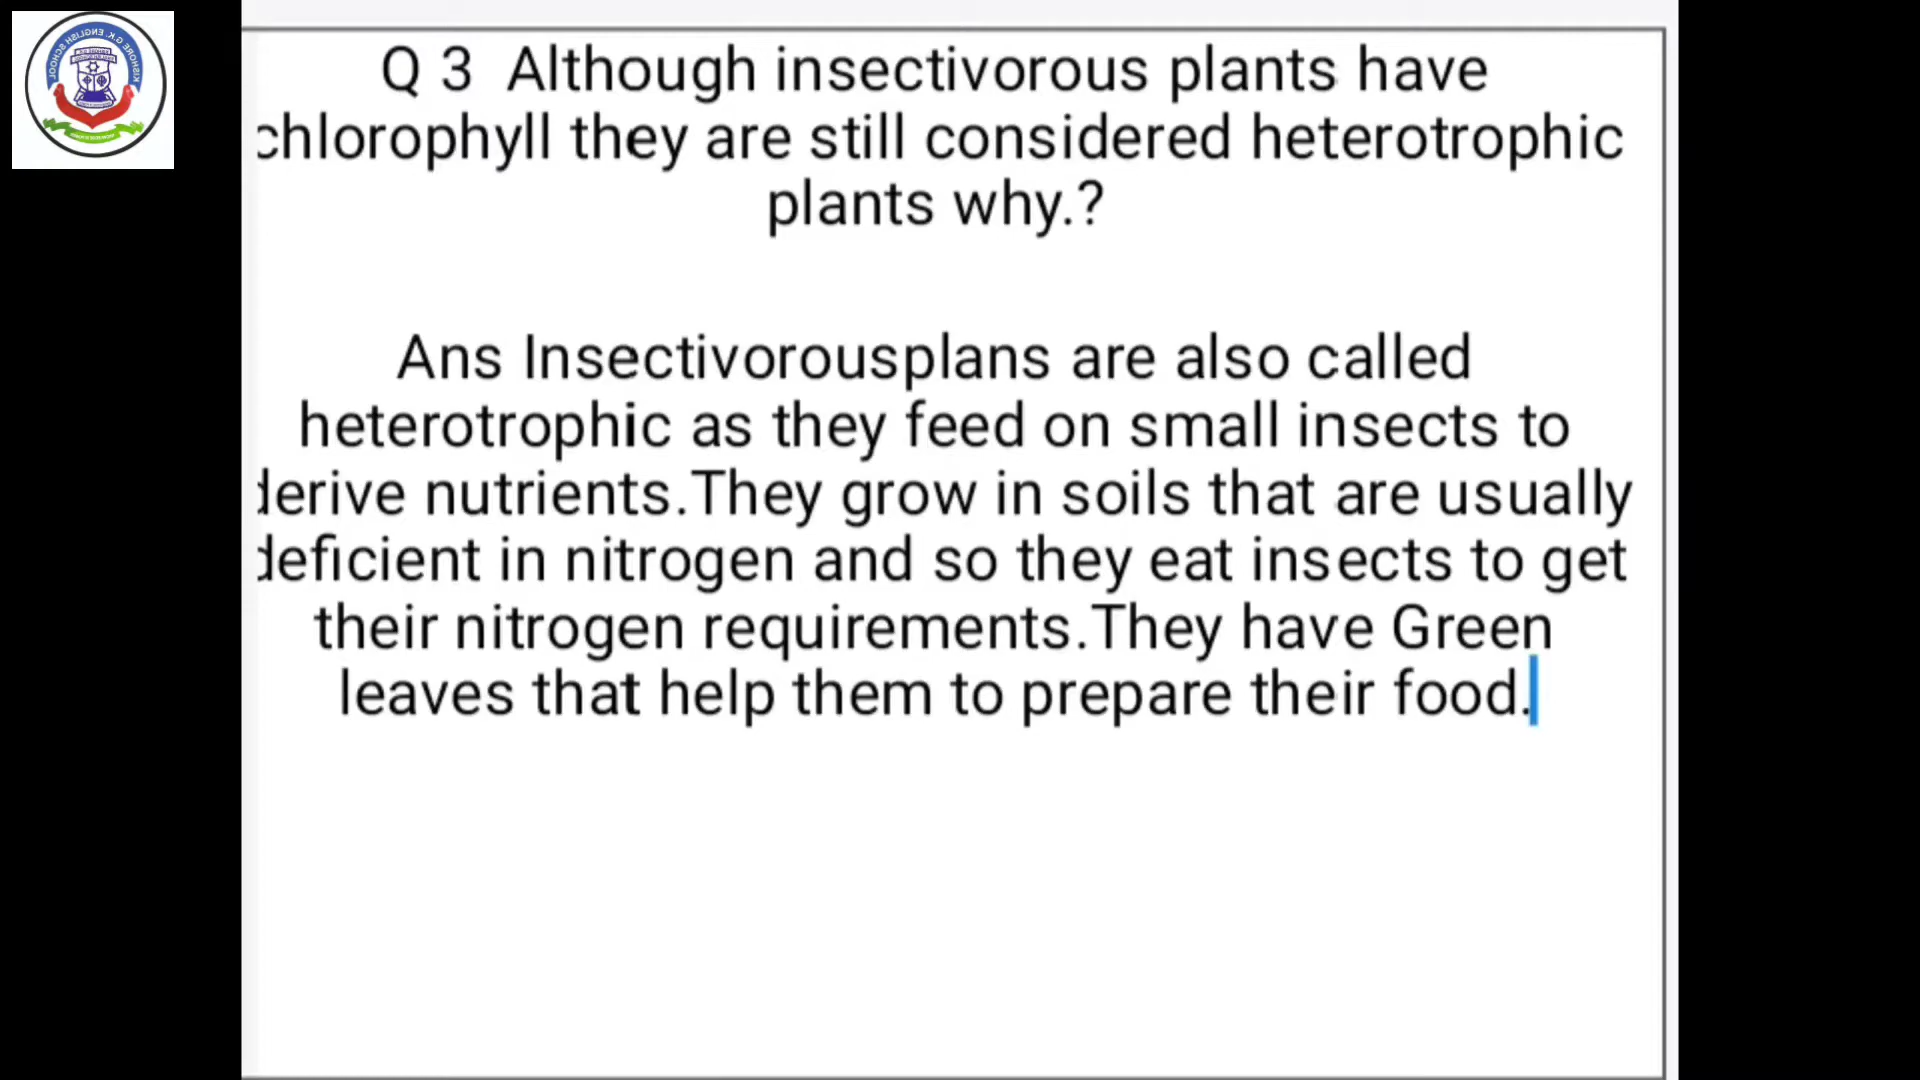 Q 3 Although insectivorous plants have
chlorophyll they are still considered heterotrophic
plants why.?
Ans Insectivorousplans are also called
heterotrophic as they feed on small insects to
derive nutrients.They grow in soils that are usually
deficient in nitrogen and so they eat insects to get
their nitrogen requirements.They have Green
leaves that help them to prepare their food.
KISHORE G.K. ENGLISH SCHOOL